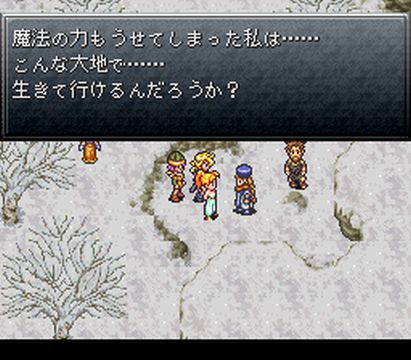 魔法の力もうせてしまった私は……
こんな大地で……
生きて行けるんだろうか？